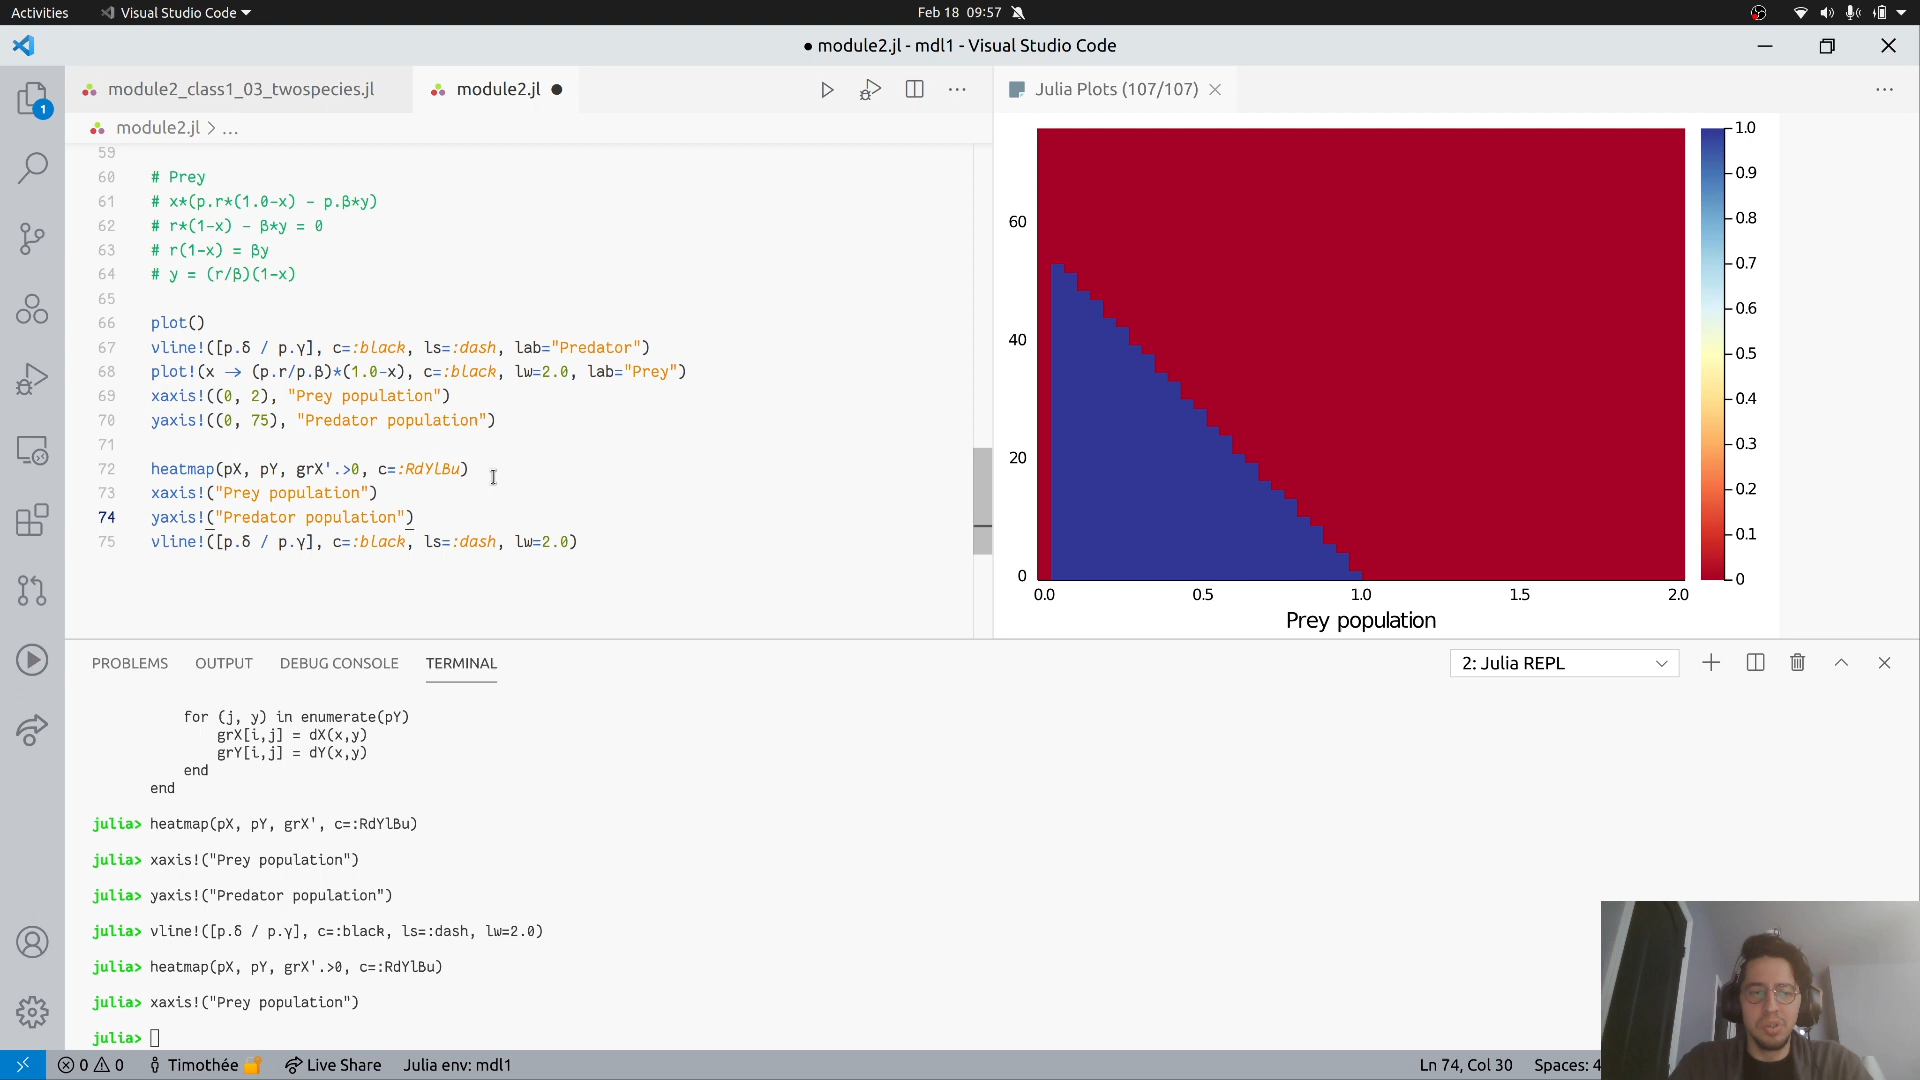 Activities
Visual Studio Code
Feb 18 09:57
● module2.jl - mdl1 - Visual Studio Code
1
module2_class1_03_twospecies.jl
module2.jl
Julia Plots (107/107)
module2.jl > ...
59
60 # Prey
61 # x*(p.r*(1.0-x) - p.β*y)
62 # r*(1-x) - β*y = 0
63 # r(1-x) = βy
64 # y = (r/β)(1-x)
65
66 plot()
67 vline!([p.δ / p.γ], c=:black, ls=:dash, lab="Predator")
68 plot!(x -> (p.r/p.β)*(1.0-x), c=:black, lw=2.0, lab="Prey")
69 xaxis!((0, 2), "Prey population")
70 yaxis!((0, 75), "Predator population")
71
72 heatmap(pX, pY, grX'.>0, c=:RdYlBu)
73 xaxis!("Prey population")
74 yaxis!("Predator population")
75 vline!([p.δ / p.γ], c=:black, ls=:dash, lw=2.0)
60
40
20
0
0.0
0.5
1.0
1.5
2.0
Prey population
1.0
0.9
0.8
0.7
0.6
0.5
0.4
0.3
0.2
0.1
0
PROBLEMS
OUTPUT
DEBUG CONSOLE
TERMINAL
2: Julia REPL
for (j, y) in enumerate(pY)
grX[i,j] = dX(x,y)
grY[i,j] = dY(x,y)
end
end
julia> heatmap(pX, pY, grX', c=:RdYlBu)
julia> xaxis!("Prey population")
julia> yaxis!("Predator population")
julia> vline!([p.δ / p.γ], c=:black, ls=:dash, lw=2.0)
julia> heatmap(pX, pY, grX'.>0, c=:RdYlBu)
julia> xaxis!("Prey population")
julia>
0
0
Timothée
Live Share
Julia env: mdl1
Ln 74, Col 30
Spaces: 4